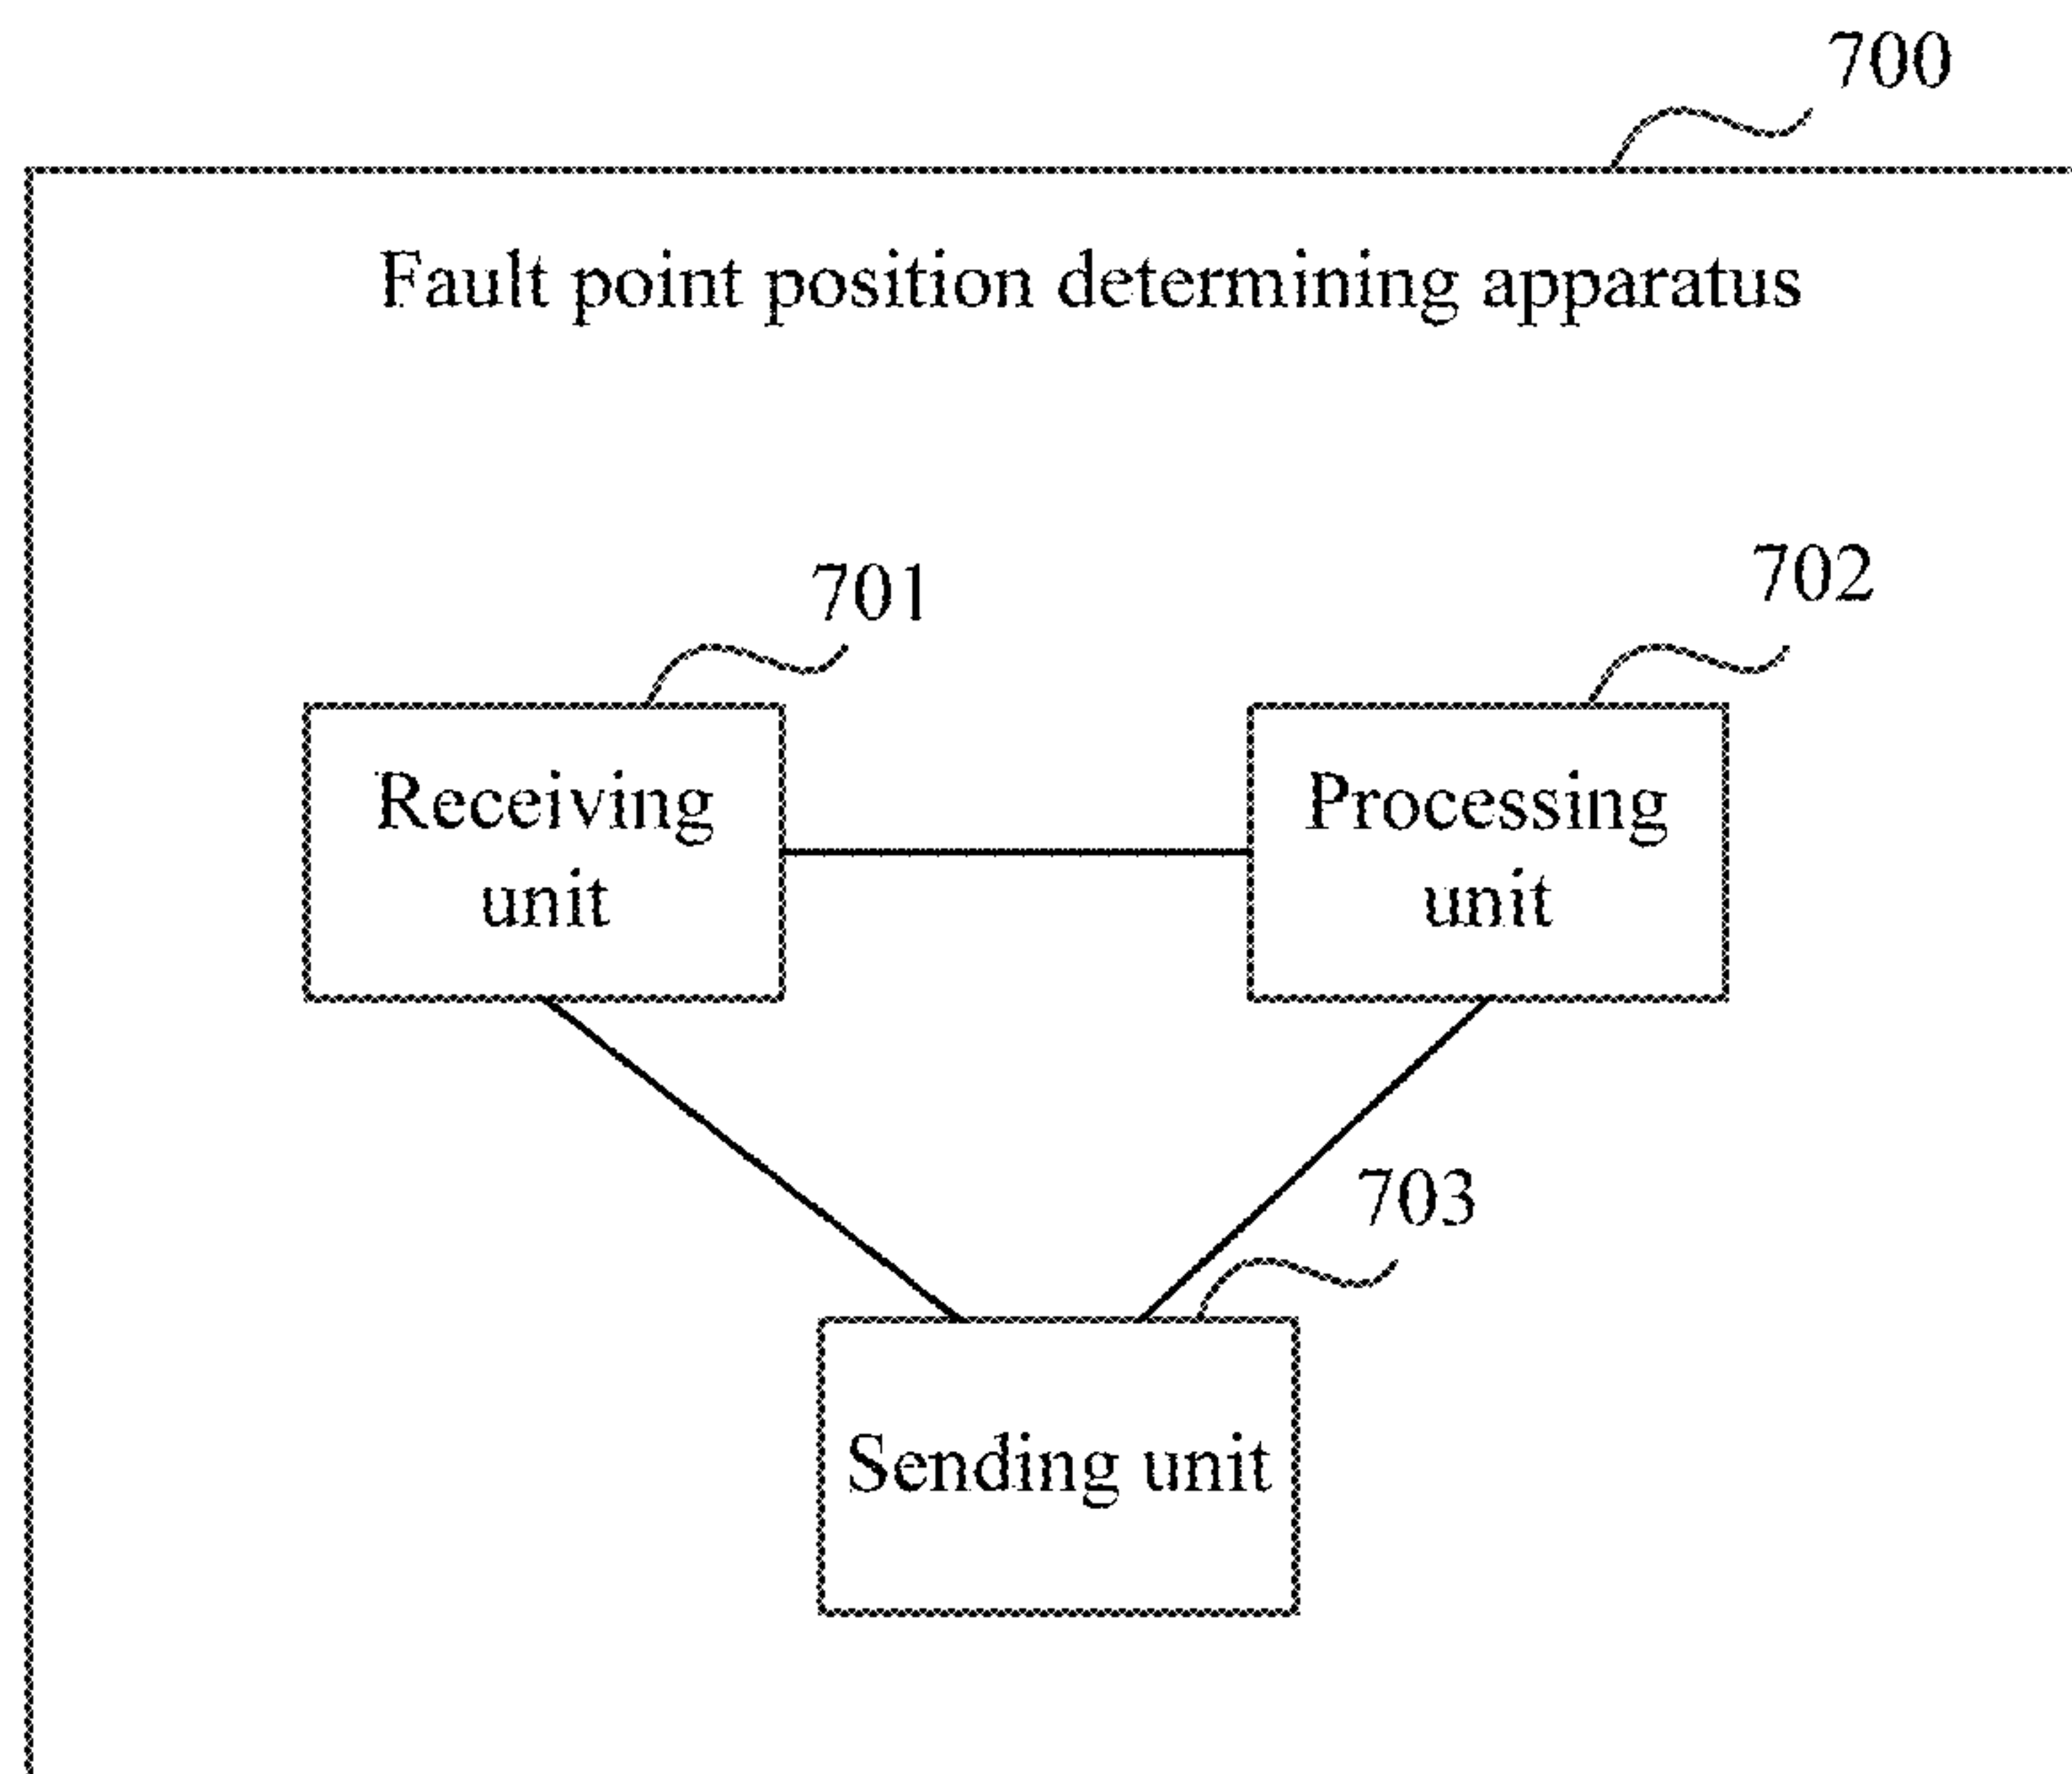 700
Fault point position determining apparatus
701
702
Receiving
unit
Processing
unit
703
Sending unit